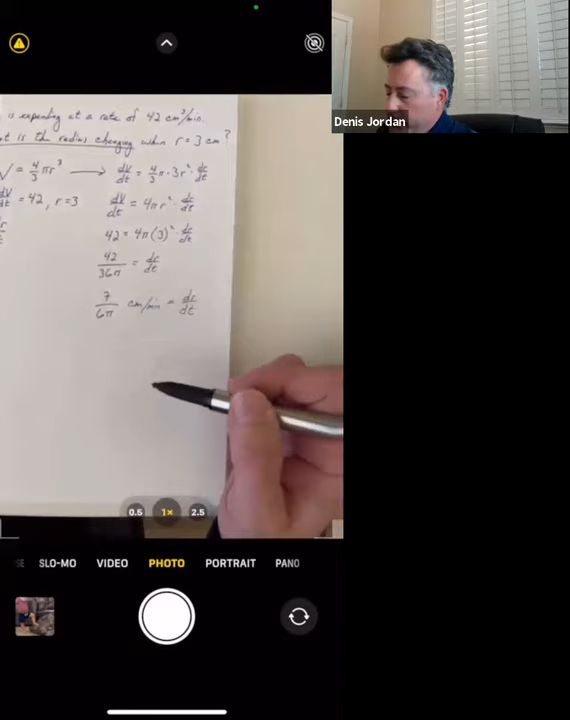 is expanding at a rate of 42 cm³/min.
at is the radius changing when r = 3 cm?
V = 4/3 πr³ → dV/dt = 4/3 π · 3r² · dr/dt
dV/dt = 42, r = 3
dV/dt = 4πr² · dr/dt
42 = 4π(3)² · dr/dt
42/36π = dr/dt
7/6π cm/min = dr/dt
Denis Jordan
0.5 1× 2.5
SLO-MO VIDEO PHOTO PORTRAIT PANO